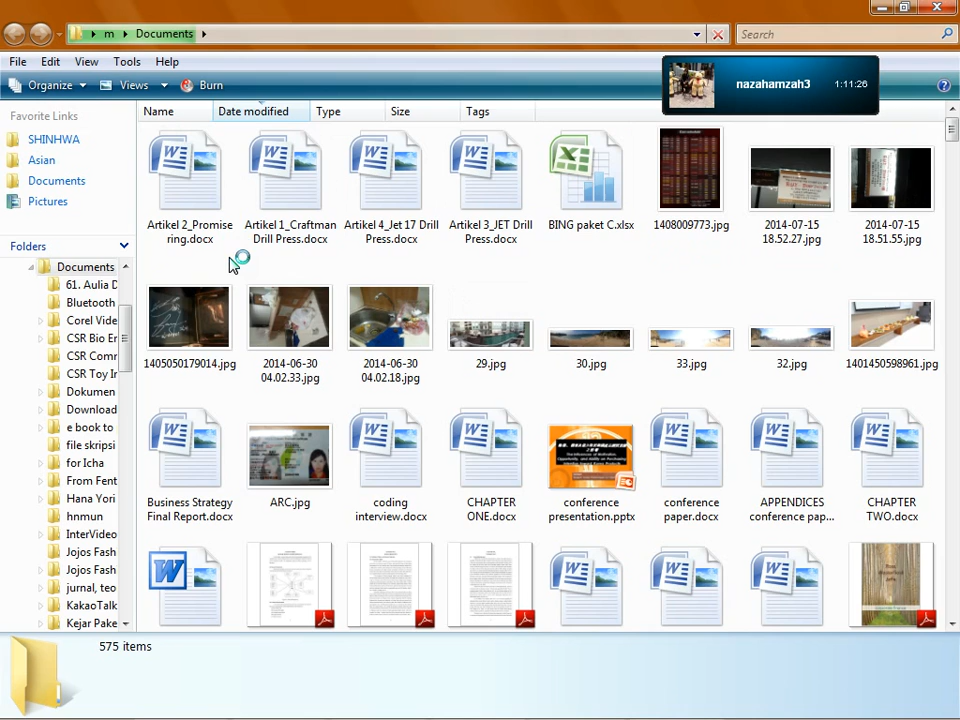 m ▸ Documents ▸
Search
File Edit View Tools Help
Organize Views Burn
nazahamzah3 1:11:26
Favorite Links
SHINHWA
Asian
Documents
Pictures
Folders
Documents
61. Aulia D
Bluetooth
Corel Vide
CSR Bio Er
CSR Comr
CSR Toy Ir
Dokumen
Download
e book to
file skripsi
for Icha
From Fent
Hana Yori
hnmun
InterVideo
Jojos Fash
Jojos Fash
jurnal, teo
KakaoTalk
Kejar Pake
Name Date modified Type Size Tags
Artikel 2_Promise
ring.docx
Artikel 1_Craftman
Drill Press.docx
Artikel 4_Jet 17 Drill
Press.docx
Artikel 3_JET Drill
Press.docx
BING paket C.xlsx
1408009773.jpg
2014-07-15
18.52.27.jpg
2014-07-15
18.51.55.jpg
1405050179014.jpg
2014-06-30
04.02.33.jpg
2014-06-30
04.02.18.jpg
29.jpg
30.jpg
33.jpg
32.jpg
1401450598961.jpg
Business Strategy
Final Report.docx
ARC.jpg
coding
interview.docx
CHAPTER
ONE.docx
conference
presentation.pptx
conference
paper.docx
APPENDICES
conference pap...
CHAPTER
TWO.docx
575 items